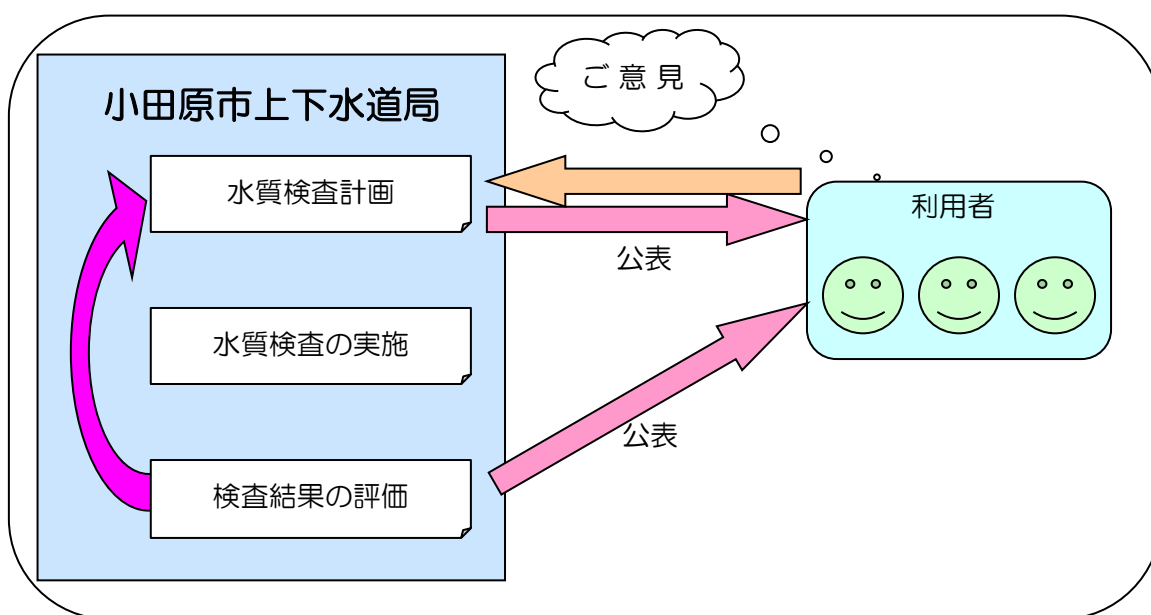 ご意見
小田原市上下水道局
水質検査計画
利用者
公表
水質検査の実施
公表
検査結果の評価